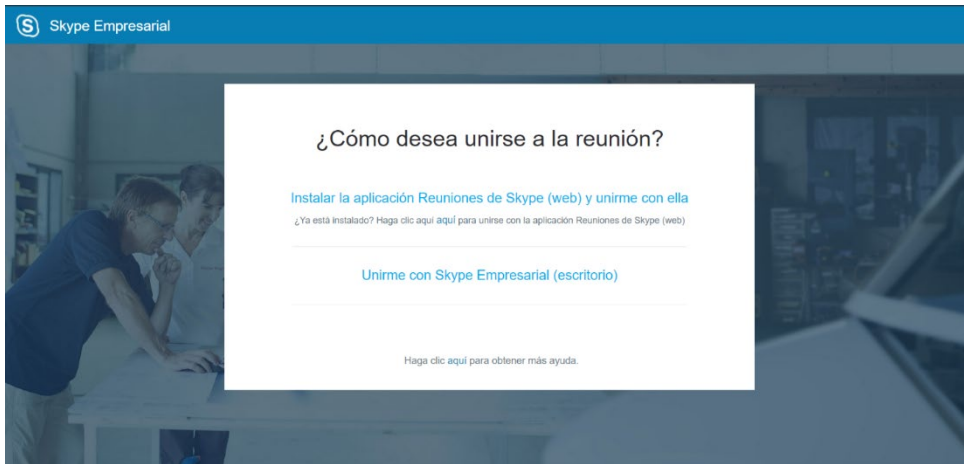 Skype Empresarial
¿Cómo desea unirse a la reunión?
Instalar la aplicación Reuniones de Skype (web) y unirme con ella
¿Ya está instalado? Haga clic aquí aquí para unirse con la aplicación Reuniones de Skype (web)
Unirme con Skype Empresarial (escritorio)
Haga clic aquí para obtener más ayuda.